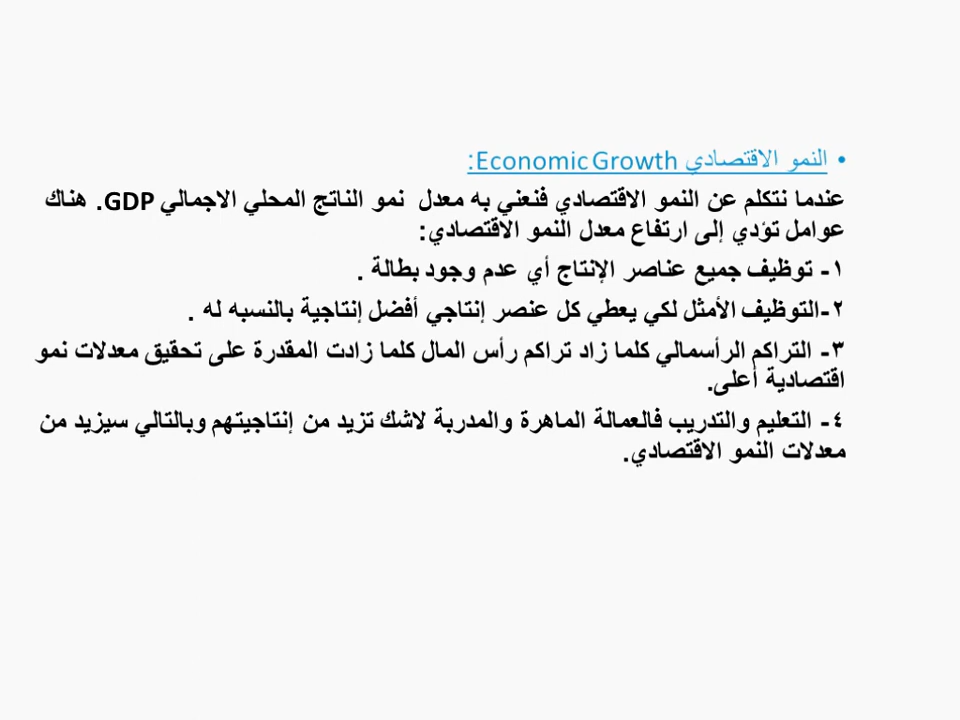 • النمو الاقتصادي Economic Growth:
عندما نتكلم عن النمو الاقتصادي فنعني به معدل نمو الناتج المحلي الاجمالي GDP. هناك
عوامل تؤدي إلى ارتفاع معدل النمو الاقتصادي:
١- توظيف جميع عناصر الإنتاج أي عدم وجود بطالة .
٢-التوظيف الأمثل لكي يعطي كل عنصر إنتاجي أفضل إنتاجية بالنسبه له .
٣- التراكم الرأسمالي كلما زاد تراكم رأس المال كلما زادت المقدرة على تحقيق معدلات نمو
اقتصادية أعلى.
٤- التعليم والتدريب فالعمالة الماهرة والمدربة لاشك تزيد من إنتاجيتهم وبالتالي سيزيد من
معدلات النمو الاقتصادي.